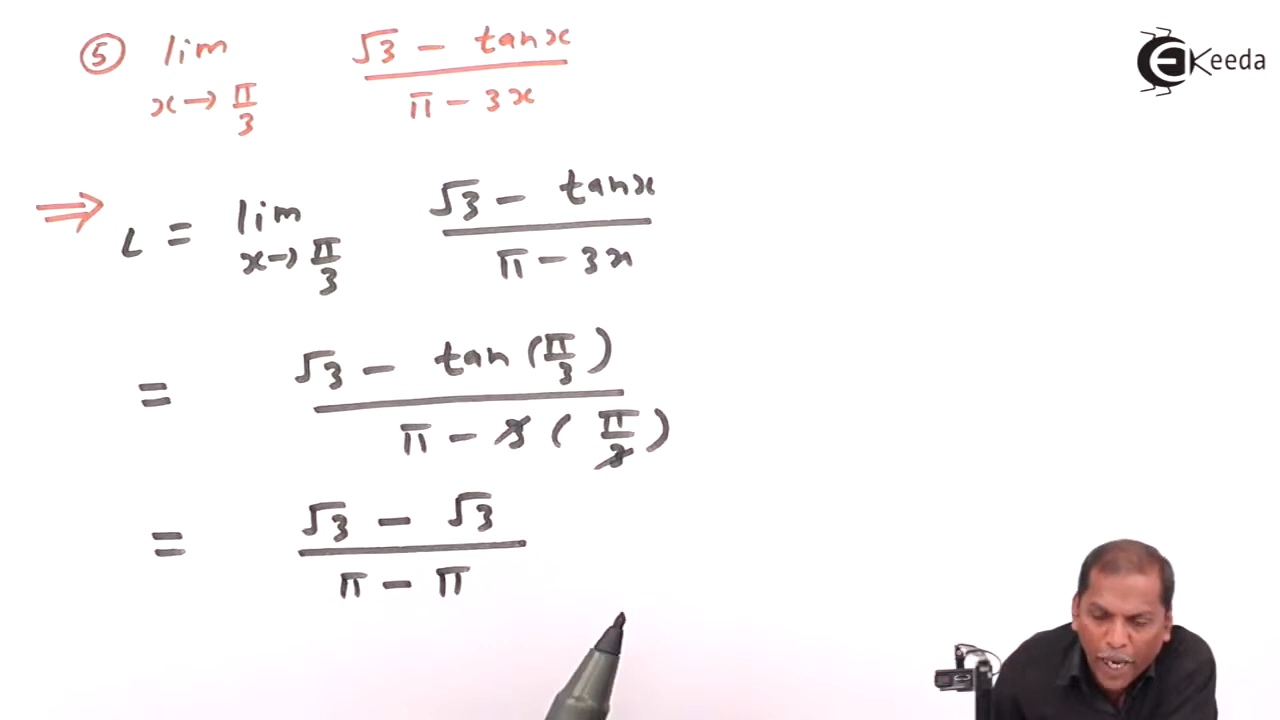 ⑤ lim x→π/3 (√3 − tanx)/(π − 3x)
Ekeeda
⇒ L = lim x→π/3 (√3 − tanx)/(π − 3x)
= (√3 − tan(π/3))/(π − 3(π/3))
= (√3 − √3)/(π − π)